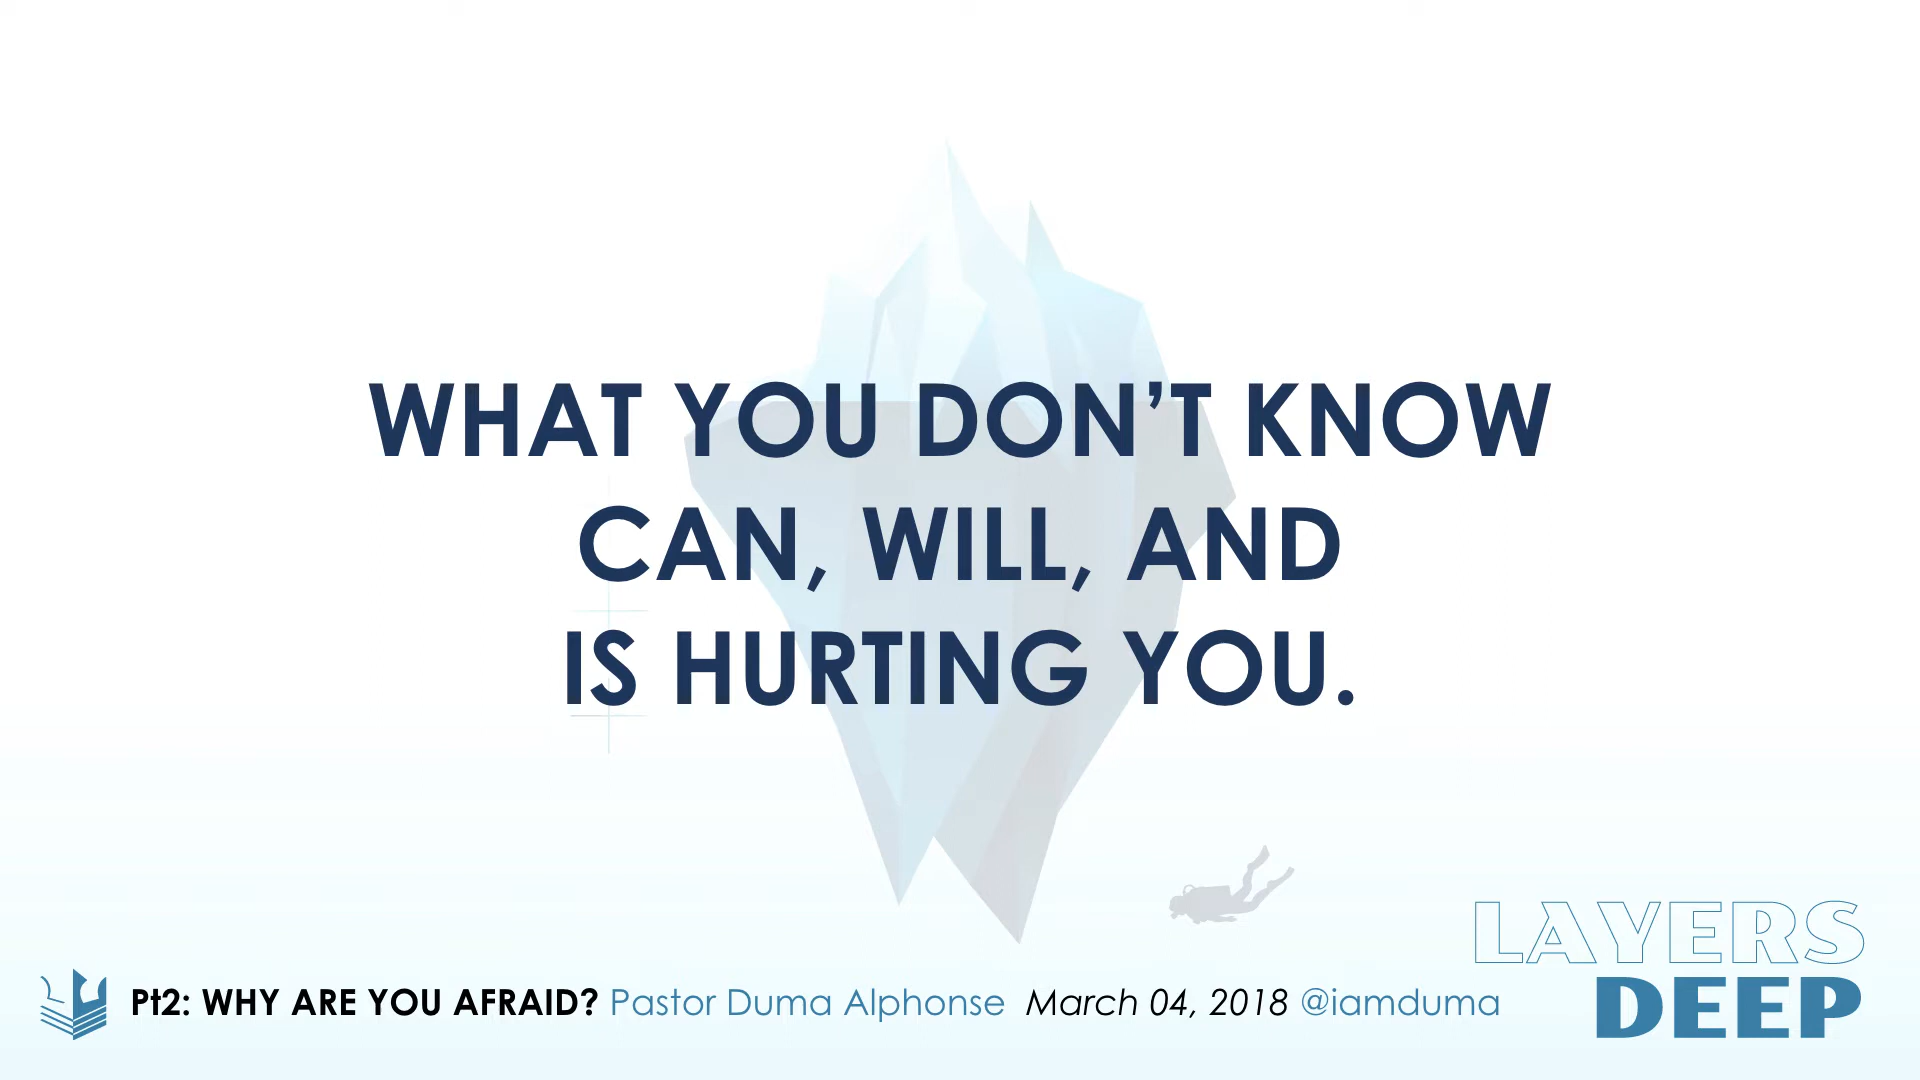 WHAT YOU DON’T KNOW
CAN, WILL, AND
IS HURTING YOU.
LAYERS
DEEP
Pt2: WHY ARE YOU AFRAID? Pastor Duma Alphonse March 04, 2018 @iamduma